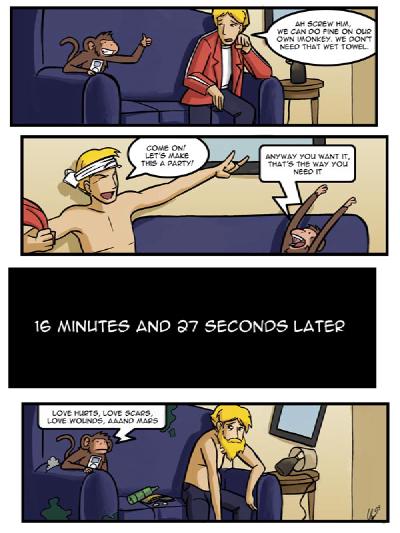 AH SCREW HIM,
WE CAN DO FINE ON OUR
OWN IMONKEY. WE DON'T
NEED THAT WET TOWEL.
COME ON!
LET'S MAKE
THIS A PARTY!
ANYWAY YOU WANT IT,
THAT'S THE WAY YOU
NEED IT
16 MINUTES AND 27 SECONDS LATER
LOVE HURTS, LOVE SCARS,
LOVE WOUNDS, AAAND MARS